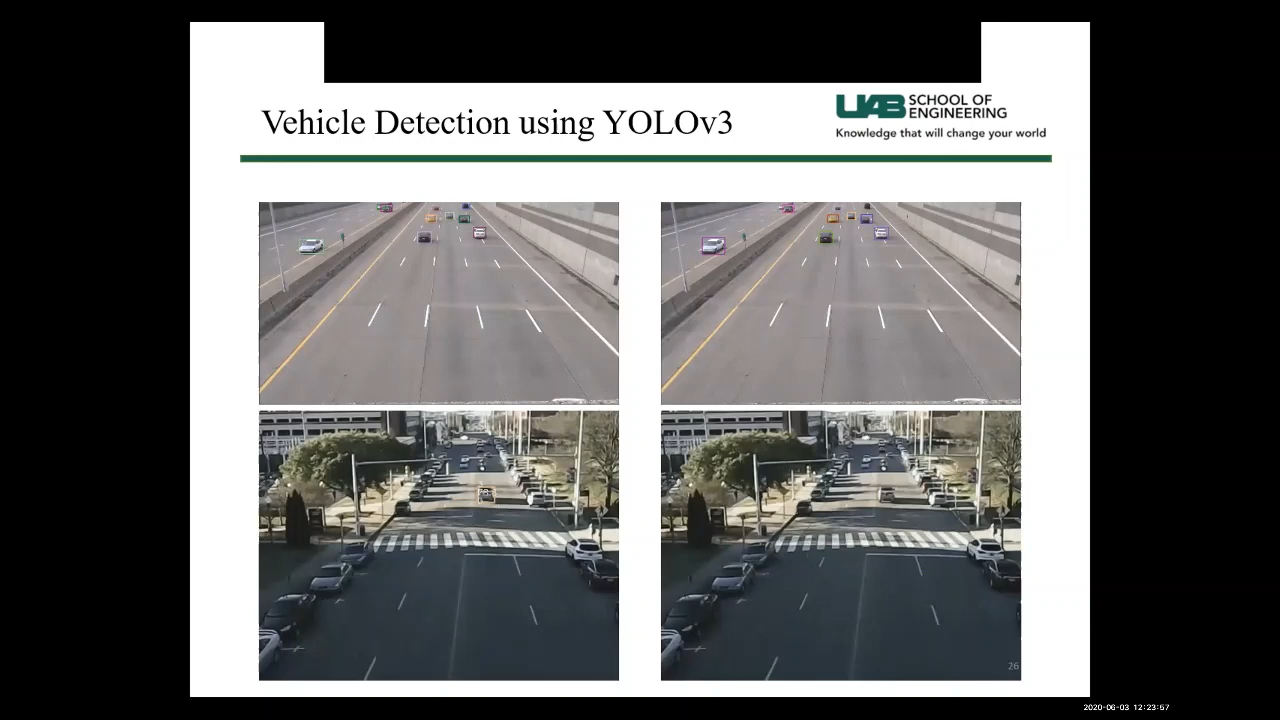 Vehicle Detection using YOLOv3
UAB SCHOOL OF
ENGINEERING
Knowledge that will change your world
26
2020-06-03 12:23:57